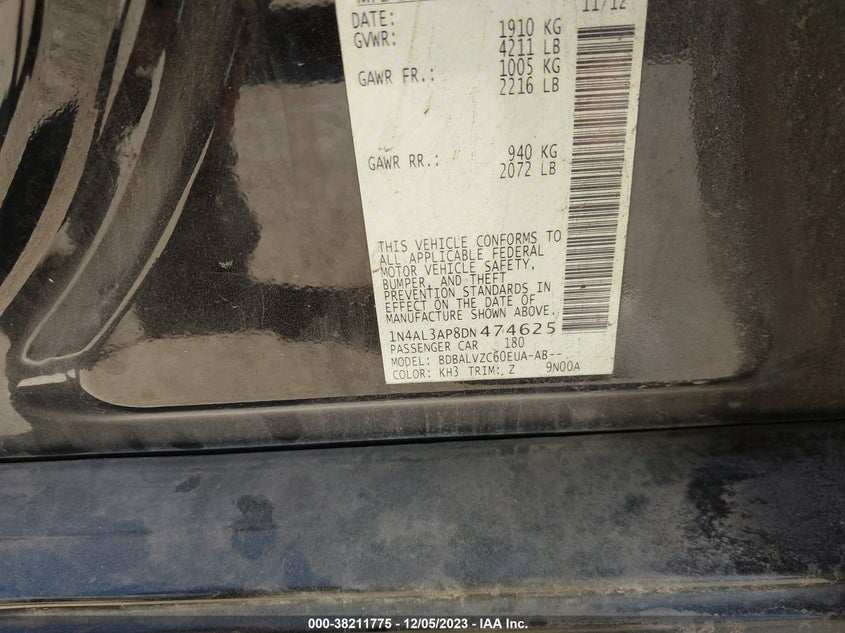 DATE: 11/12
GVWR: 1910 KG
4211 LB
GAWR FR.: 1005 KG
2216 LB
GAWR RR.: 940 KG
2072 LB
THIS VEHICLE CONFORMS TO
ALL APPLICABLE FEDERAL
MOTOR VEHICLE SAFETY,
BUMPER, AND THEFT
PREVENTION STANDARDS IN
EFFECT ON THE DATE OF
MANUFACTURE SHOWN ABOVE.
1N4AL3AP8DN474625
PASSENGER CAR 180
MODEL: BDBALVZC60EUA-AB--
COLOR: KH3 TRIM: Z 9N00A
000-38211775 - 12/05/2023 - IAA Inc.